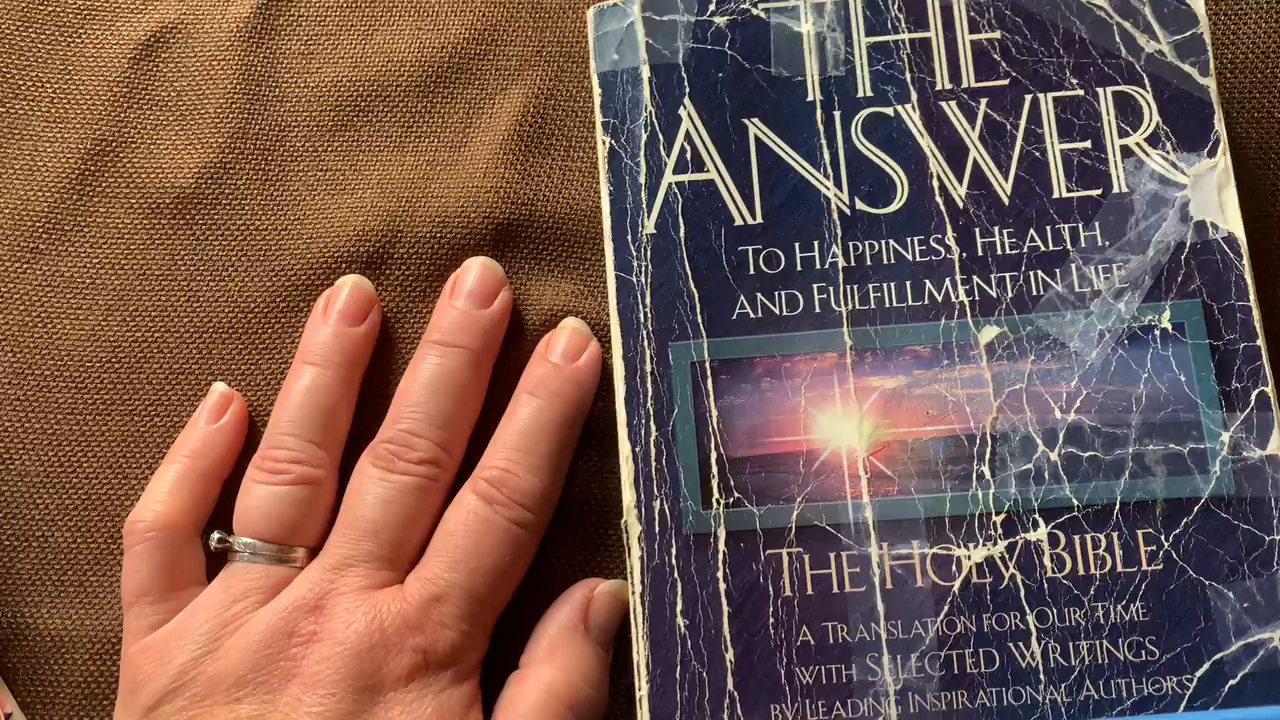 THE
ANSWER
TO HAPPINESS, HEALTH,
AND FULFILLMENT IN LIFE
THE HOLY BIBLE
A TRANSLATION FOR OUR TIME
WITH SELECTED WRITINGS
BY LEADING INSPIRATIONAL AUTHORS